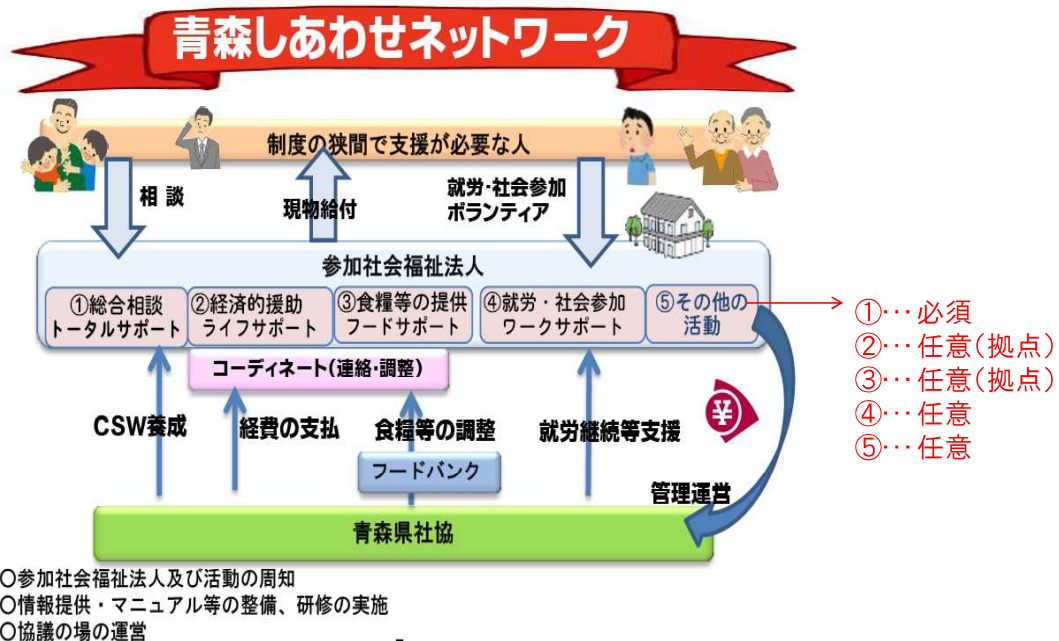 青森しあわせネットワーク
制度の狭間で支援が必要な人
相 談
現物給付
就労・社会参加
ボランティア
参加社会福祉法人
①総合相談
トータルサポート
②経済的援助
ライフサポート
③食糧等の提供
フードサポート
④就労・社会参加
ワークサポート
⑤その他の
活動
①…必須
②…任意(拠点)
③…任意(拠点)
④…任意
⑤…任意
コーディネート(連絡・調整)
CSW養成
経費の支払
食糧等の調整
就労継続等支援
¥
フードバンク
管理運営
青森県社協
○参加社会福祉法人及び活動の周知
○情報提供・マニュアル等の整備、研修の実施
○協議の場の運営